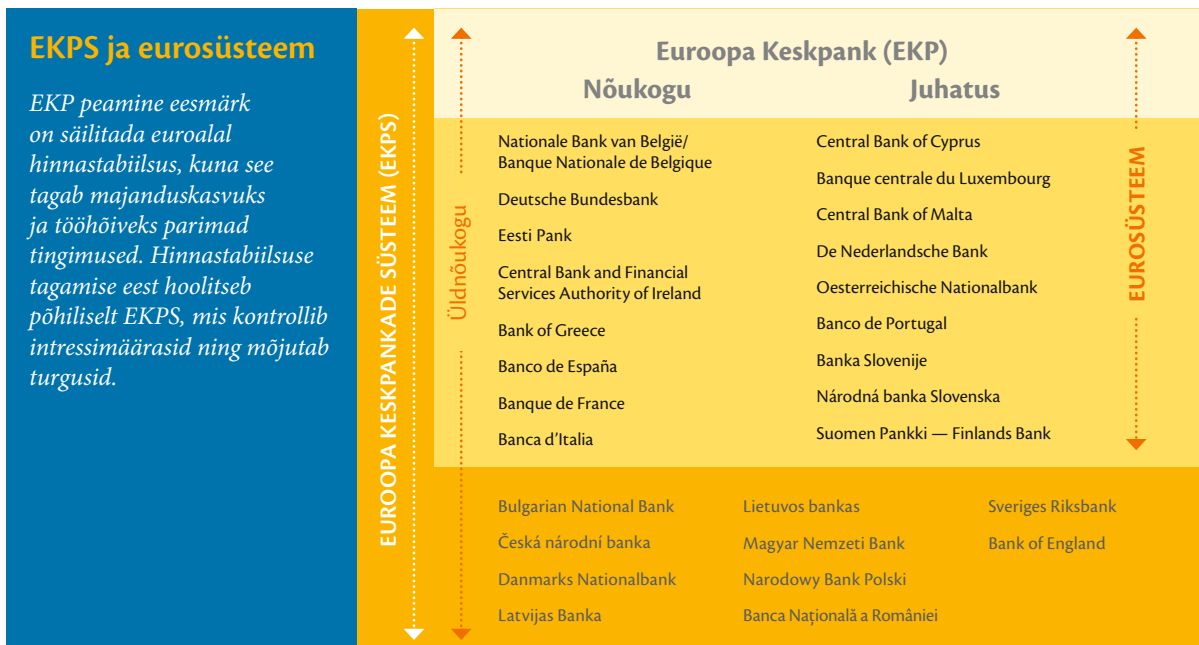 EKPS ja eurosüsteem
EKP peamine eesmärk
on säilitada euroalal
hinnastabiilsus, kuna see
tagab majanduskasvuks
ja tööhõiveks parimad
tingimused. Hinnastabiilsuse
tagamise eest hoolitseb
põhiliselt EKPS, mis kontrollib
intressimäärasid ning mõjutab
turgusid.
EUROOPA KESKPANKADE SÜSTEEM (EKPS)
Üldnõukogu
Euroopa Keskpank (EKP)
Nõukogu
Juhatus
Nationale Bank van België/
Banque Nationale de Belgique
Deutsche Bundesbank
Eesti Pank
Central Bank and Financial
Services Authority of Ireland
Bank of Greece
Banco de España
Banque de France
Banca d’Italia
Central Bank of Cyprus
Banque centrale du Luxembourg
Central Bank of Malta
De Nederlandsche Bank
Oesterreichische Nationalbank
Banco de Portugal
Banka Slovenije
Národná banka Slovenska
Suomen Pankki — Finlands Bank
EUROSÜSTEEM
Bulgarian National Bank
Česká národní banka
Danmarks Nationalbank
Latvijas Banka
Lietuvos bankas
Magyar Nemzeti Bank
Narodowy Bank Polski
Banca Națională a României
Sveriges Riksbank
Bank of England